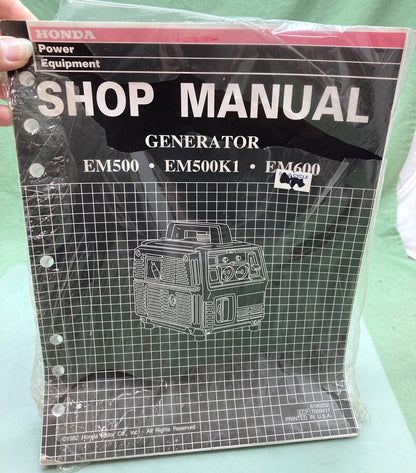 HONDA
Power
Equipment
SHOP MANUAL
GENERATOR
EM500 • EM500K1 • EM600
©1982 Honda Motor Co., Inc. - All Rights Reserved
PRINTED IN U.S.A.